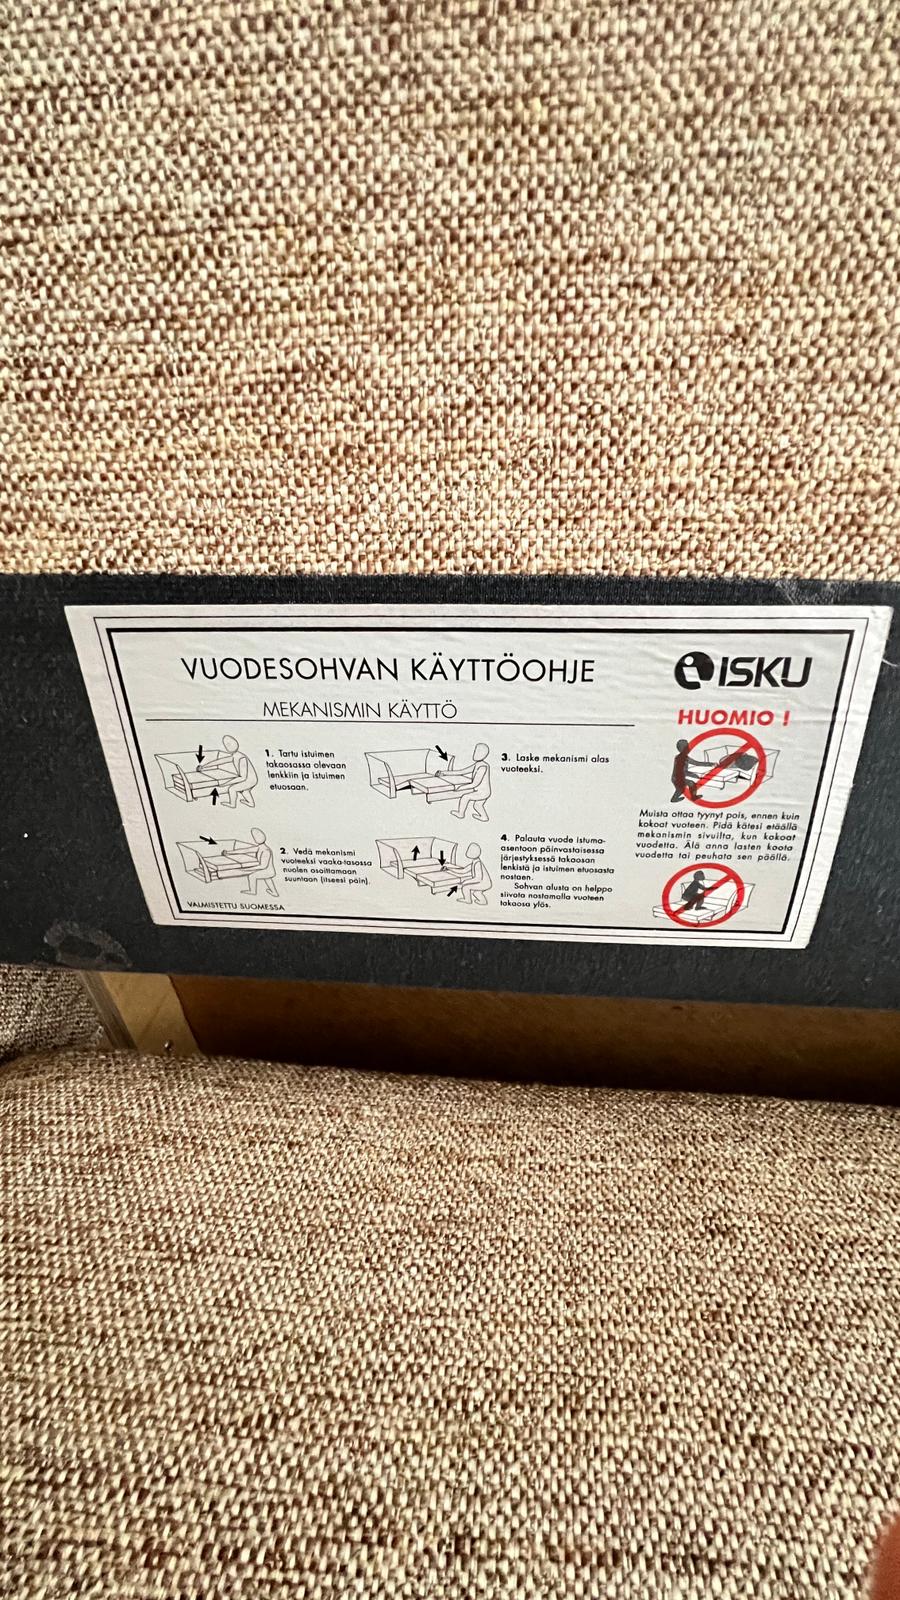 VUODESOHVAN KÄYTTÖOHJE
MEKANISMIN KÄYTTÖ
1. Tartu istuimen
takaosassa olevaan
lenkkiin ja istuimen
etuosaan.
2. Vedä mekanismi
vuoteeksi vaaka-tasossa
nuolen osoittamaan
suuntaan (itseesi päin).
VALMISTETTU SUOMESSA
3. Laske mekanismi alas
vuoteeksi.
4. Palauta vuode istuma-
asentoon päinvastaisessa
järjestyksessä takaosan
lenkistä ja istuimen etuosasta
nostaen.
Sohvan alusta on helppo
siivota nostamalla vuoteen
takaosa ylös.
ISKU
HUOMIO !
Muista ottaa tyynyt pois, ennen kuin
kokoat vuoteen. Pidä kätesi etäällä
mekanismin sivuilta, kun kokoat
vuodetta. Älä anna lasten koota
vuodetta tai peuhata sen päällä.